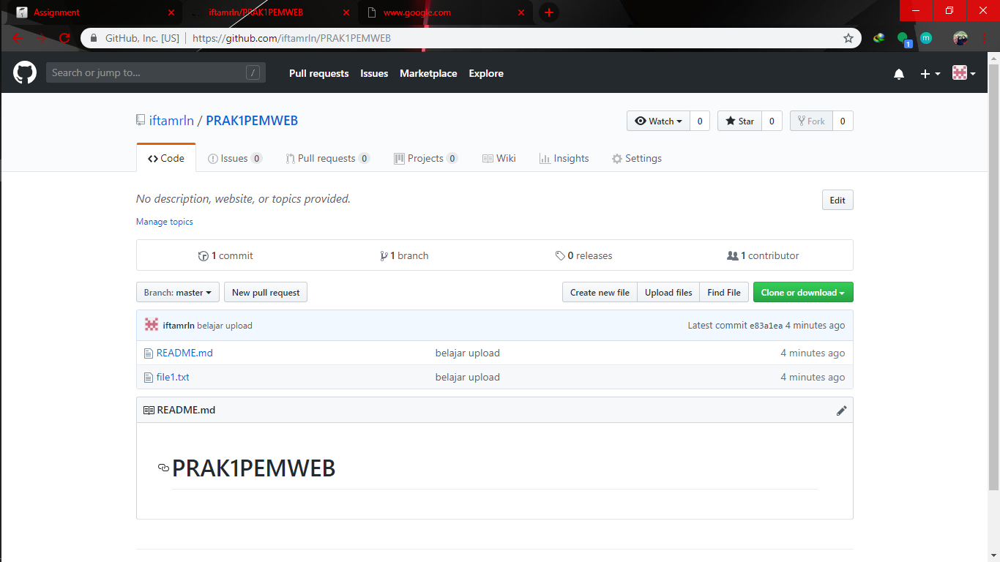 Assignment iftamrln/PRAK1PEMWEB www.google.com
GitHub, Inc. [US] https://github.com/iftamrln/PRAK1PEMWEB
1
Search or jump to... / Pull requests Issues Marketplace Explore
iftamrln / PRAK1PEMWEB Watch 0 Star 0 Fork 0
Code Issues 0 Pull requests 0 Projects 0 Wiki Insights Settings
No description, website, or topics provided. Edit
Manage topics
1 commit 1 branch 0 releases 1 contributor
Branch: master New pull request Create new file Upload files Find File Clone or download
iftamrln belajar upload Latest commit e83a1ea 4 minutes ago
README.md belajar upload 4 minutes ago
file1.txt belajar upload 4 minutes ago
README.md
PRAK1PEMWEB